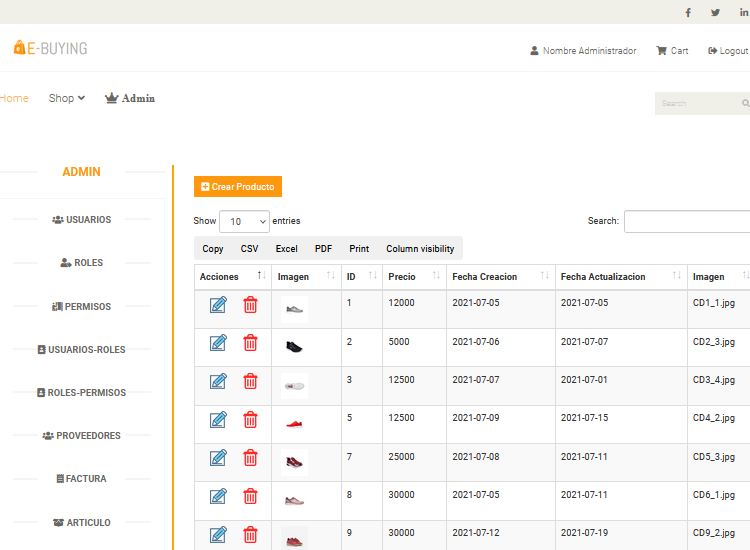 E-BUYING
Nombre Administrador Cart Logout
Home Shop Admin Search
ADMIN
USUARIOS
ROLES
PERMISOS
USUARIOS-ROLES
ROLES-PERMISOS
PROVEEDORES
FACTURA
ARTICULO
Crear Producto
Show 10 entries Search:
Copy CSV Excel PDF Print Column visibility
Acciones Imagen ID Precio Fecha Creacion Fecha Actualizacion Imagen
1 12000 2021-07-05 2021-07-05 CD1_1.jpg
2 5000 2021-07-06 2021-07-07 CD2_3.jpg
3 12500 2021-07-07 2021-07-01 CD3_4.jpg
5 12500 2021-07-09 2021-07-15 CD4_2.jpg
7 25000 2021-07-08 2021-07-11 CD5_3.jpg
8 30000 2021-07-05 2021-07-11 CD6_1.jpg
9 30000 2021-07-12 2021-07-19 CD9_2.jpg